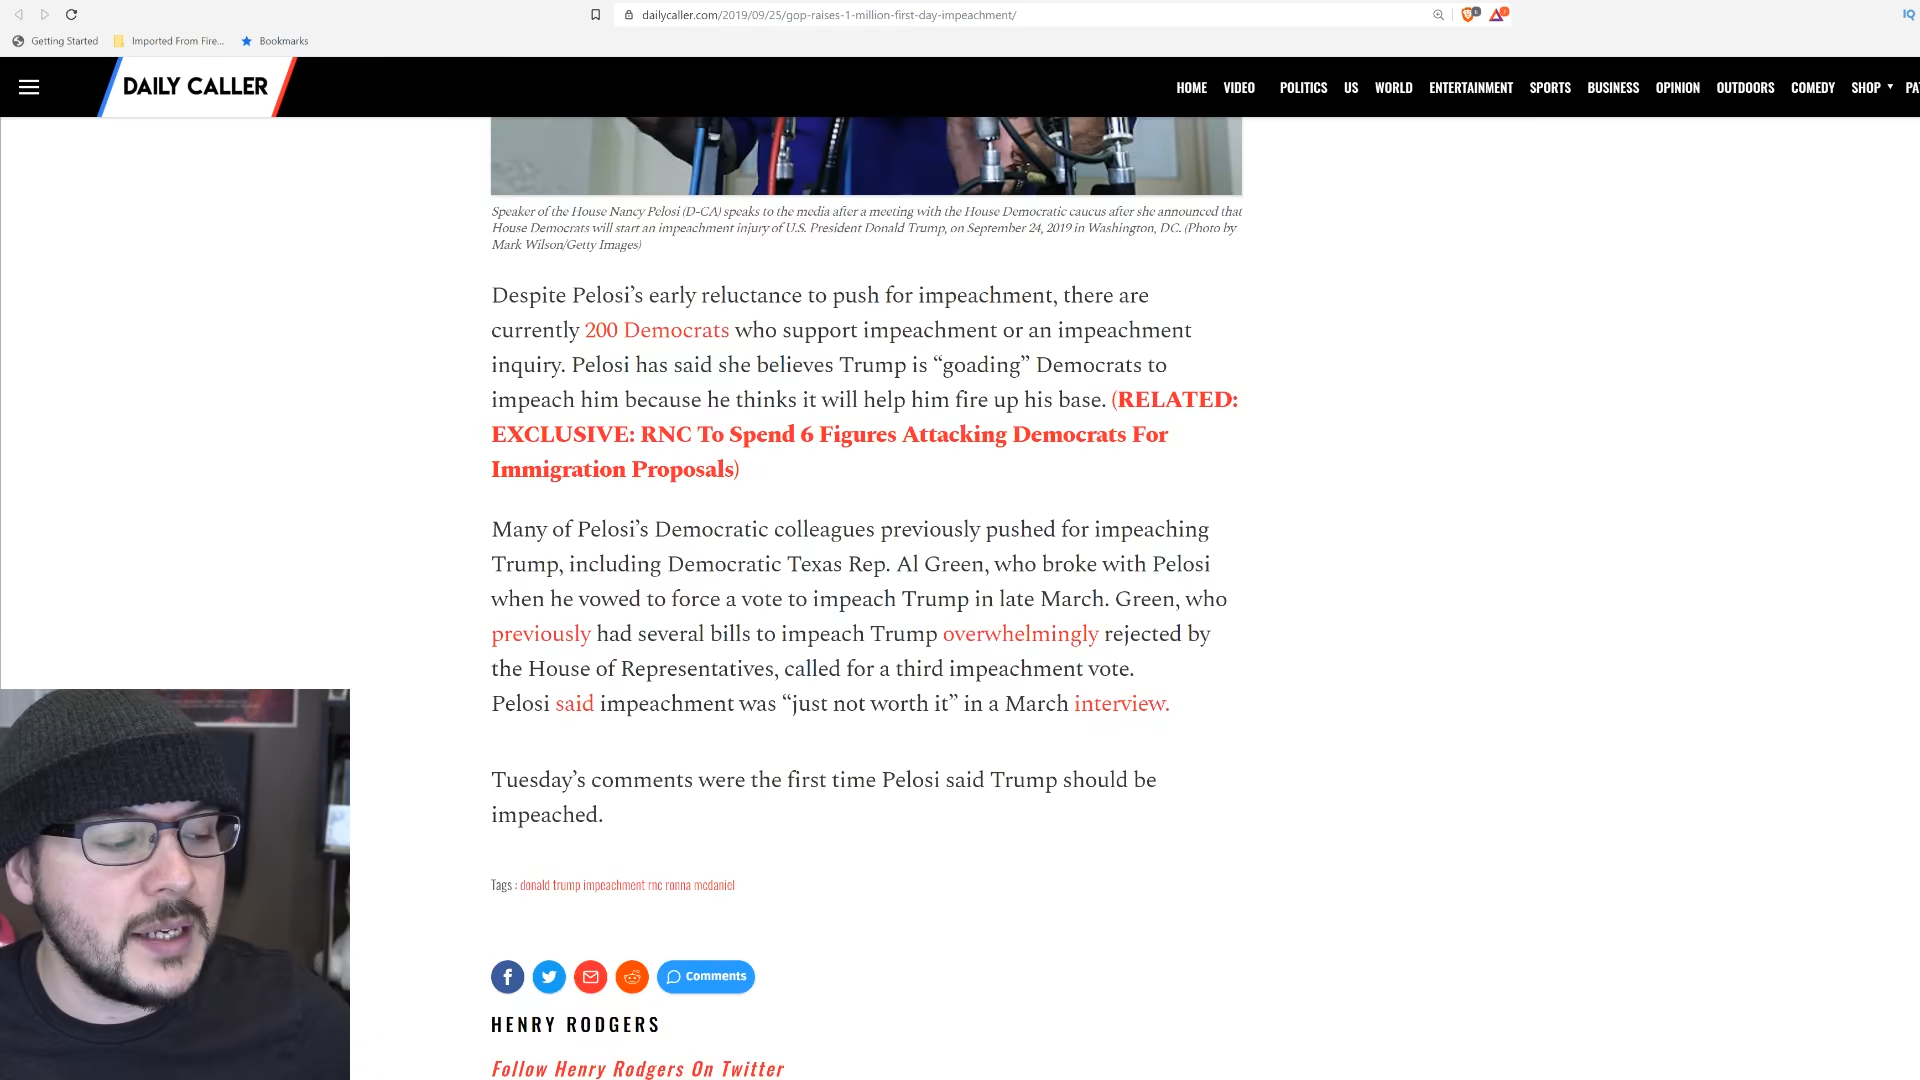 dailycaller.com/2019/09/25/gop-raises-1-million-first-day-impeachment/
IQ
Getting Started
Imported From Fire...
Bookmarks
DAILY CALLER
HOME VIDEO POLITICS US WORLD ENTERTAINMENT SPORTS BUSINESS OPINION OUTDOORS COMEDY SHOP PA
Speaker of the House Nancy Pelosi (D-CA) speaks to the media after a meeting with the House Democratic caucus after she announced that
House Democrats will start an impeachment injury of U.S. President Donald Trump, on September 24, 2019 in Washington, DC. (Photo by
Mark Wilson/Getty Images)
Despite Pelosi’s early reluctance to push for impeachment, there are
currently 200 Democrats who support impeachment or an impeachment
inquiry. Pelosi has said she believes Trump is “goading” Democrats to
impeach him because he thinks it will help him fire up his base. (RELATED:
EXCLUSIVE: RNC To Spend 6 Figures Attacking Democrats For
Immigration Proposals)
Many of Pelosi’s Democratic colleagues previously pushed for impeaching
Trump, including Democratic Texas Rep. Al Green, who broke with Pelosi
when he vowed to force a vote to impeach Trump in late March. Green, who
previously had several bills to impeach Trump overwhelmingly rejected by
the House of Representatives, called for a third impeachment vote.
Pelosi said impeachment was “just not worth it” in a March interview.
Tuesday’s comments were the first time Pelosi said Trump should be
impeached.
Tags : donald trump impeachment rnc ronna mcdaniel
Comments
HENRY RODGERS
Follow Henry Rodgers On Twitter